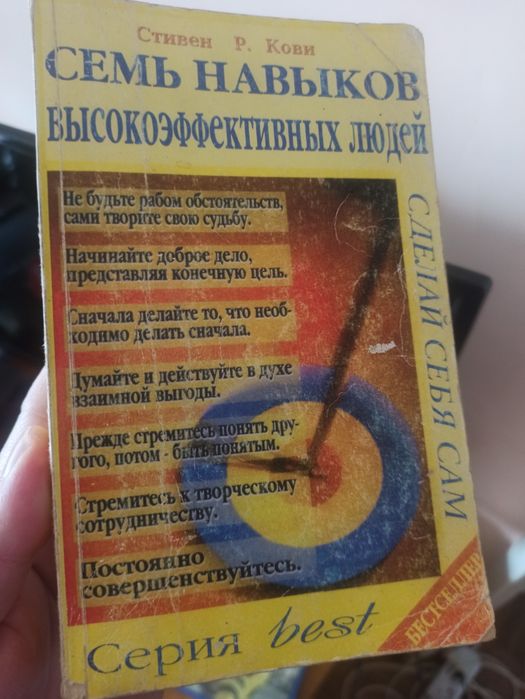 Стивен Р. Кови
СЕМЬ НАВЫКОВ
ВЫСОКОЭФФЕКТИВНЫХ ЛЮДЕЙ
Не будьте рабом обстоятельств,
сами творите свою судьбу.
Начинайте доброе дело,
представляя конечную цель.
Сначала делайте то, что необ-
ходимо делать сначала.
Думайте и действуйте в духе
взаимной выгоды.
Прежде стремитесь понять дру-
гого, потом - быть понятым.
Стремитесь к творческому
сотрудничеству.
Постоянно
совершенствуйтесь.
СДЕЛАЙ СЕБЯ САМ
Серия best
БЕСТСЕЛЛЕР